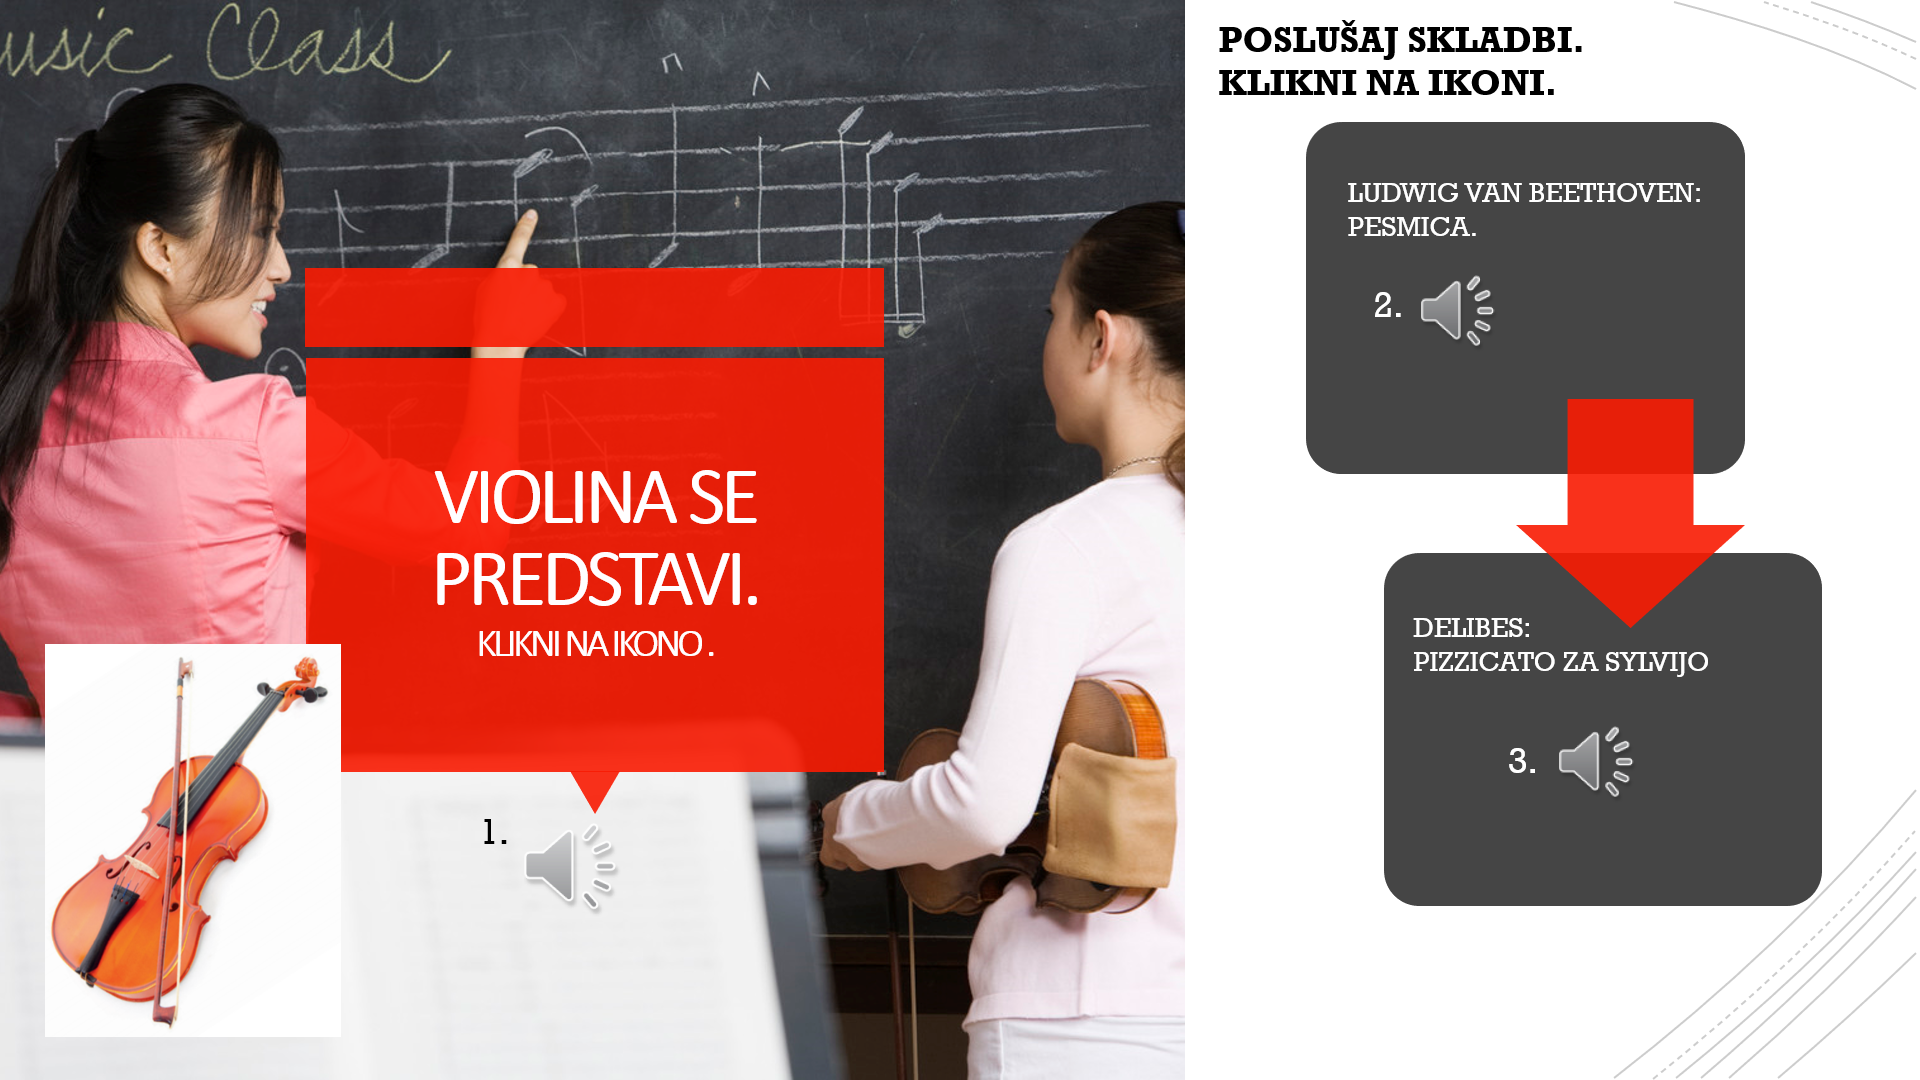 usic Class
VIOLINA SE
PREDSTAVI.
KLIKNI NA IKONO .
1.
POSLUŠAJ SKLADBI.
KLIKNI NA IKONI.
LUDWIG VAN BEETHOVEN:
PESMICA.
2.
DELIBES:
PIZZICATO ZA SYLVIJO
3.